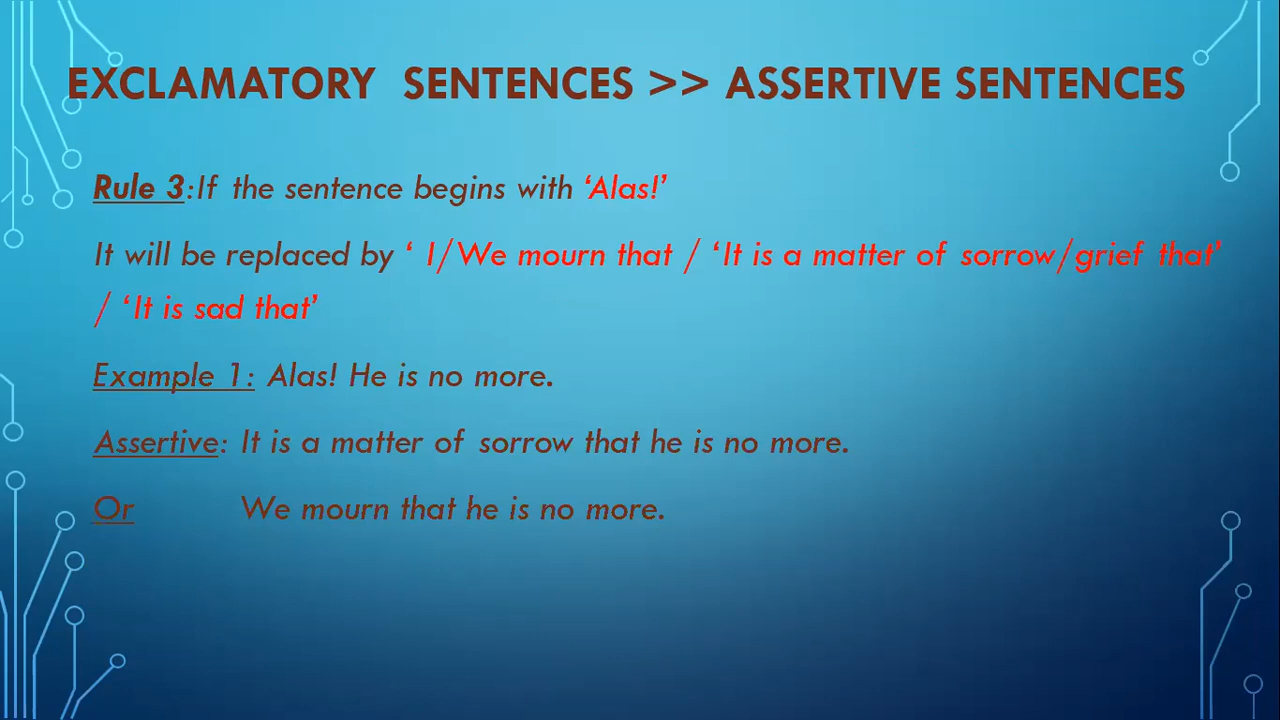 EXCLAMATORY SENTENCES >> ASSERTIVE SENTENCES
Rule 3:If the sentence begins with ‘Alas!’
It will be replaced by ‘ I/We mourn that / ‘It is a matter of sorrow/grief that’
/ ‘It is sad that’
Example 1: Alas! He is no more.
Assertive: It is a matter of sorrow that he is no more.
Or We mourn that he is no more.